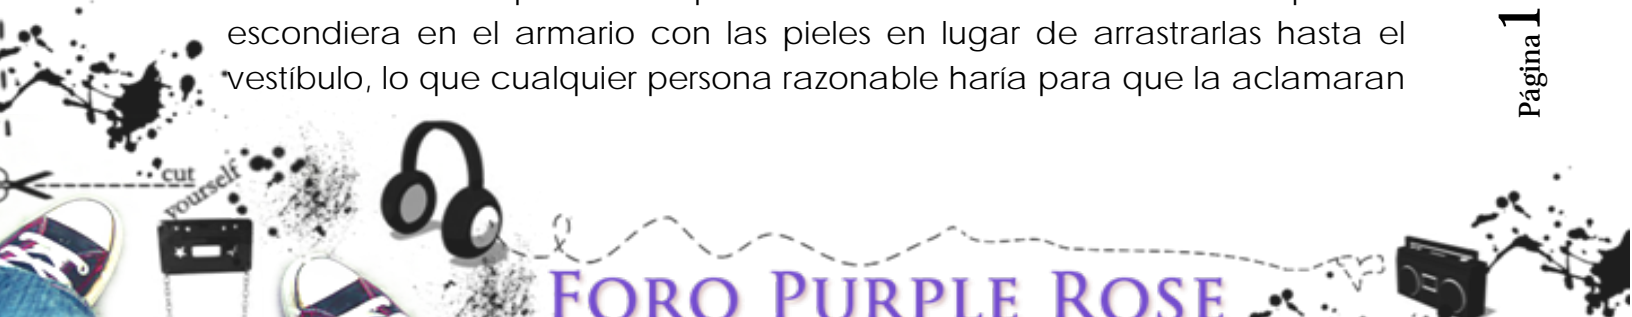 escondiera en el armario con las pieles en lugar de arrastrarlas hasta el
vestíbulo, lo que cualquier persona razonable haría para que la aclamaran
Página 1
cut
yourself
FORO PURPLE ROSE